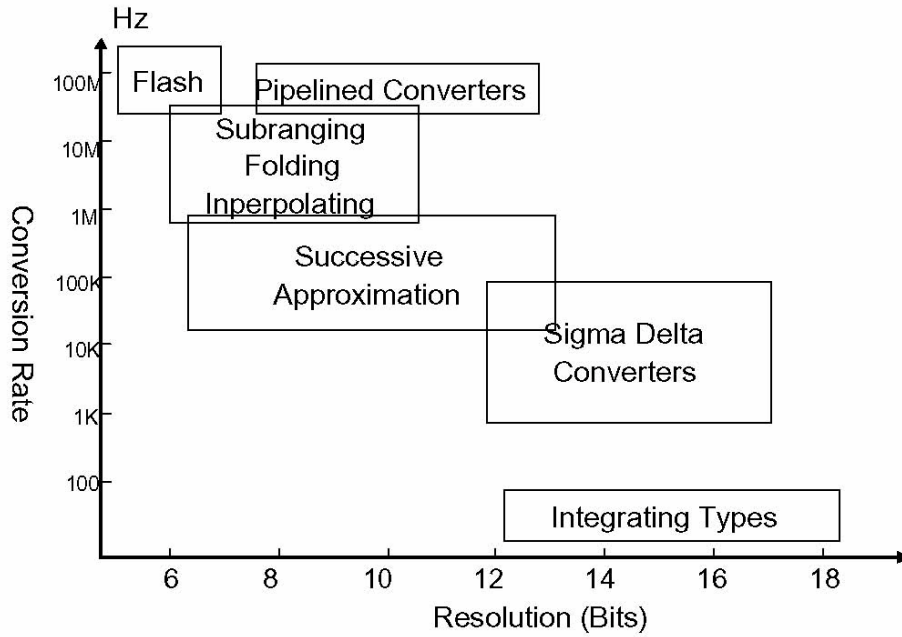 Hz
100M
Flash
Pipelined Converters
Subranging
10M
Folding
Inperpolating
1M
Successive
100K
Approximation
Sigma Delta
10K
Converters
1K
100
Integrating Types
Conversion Rate
6 8 10 12 14 16 18
Resolution (Bits)